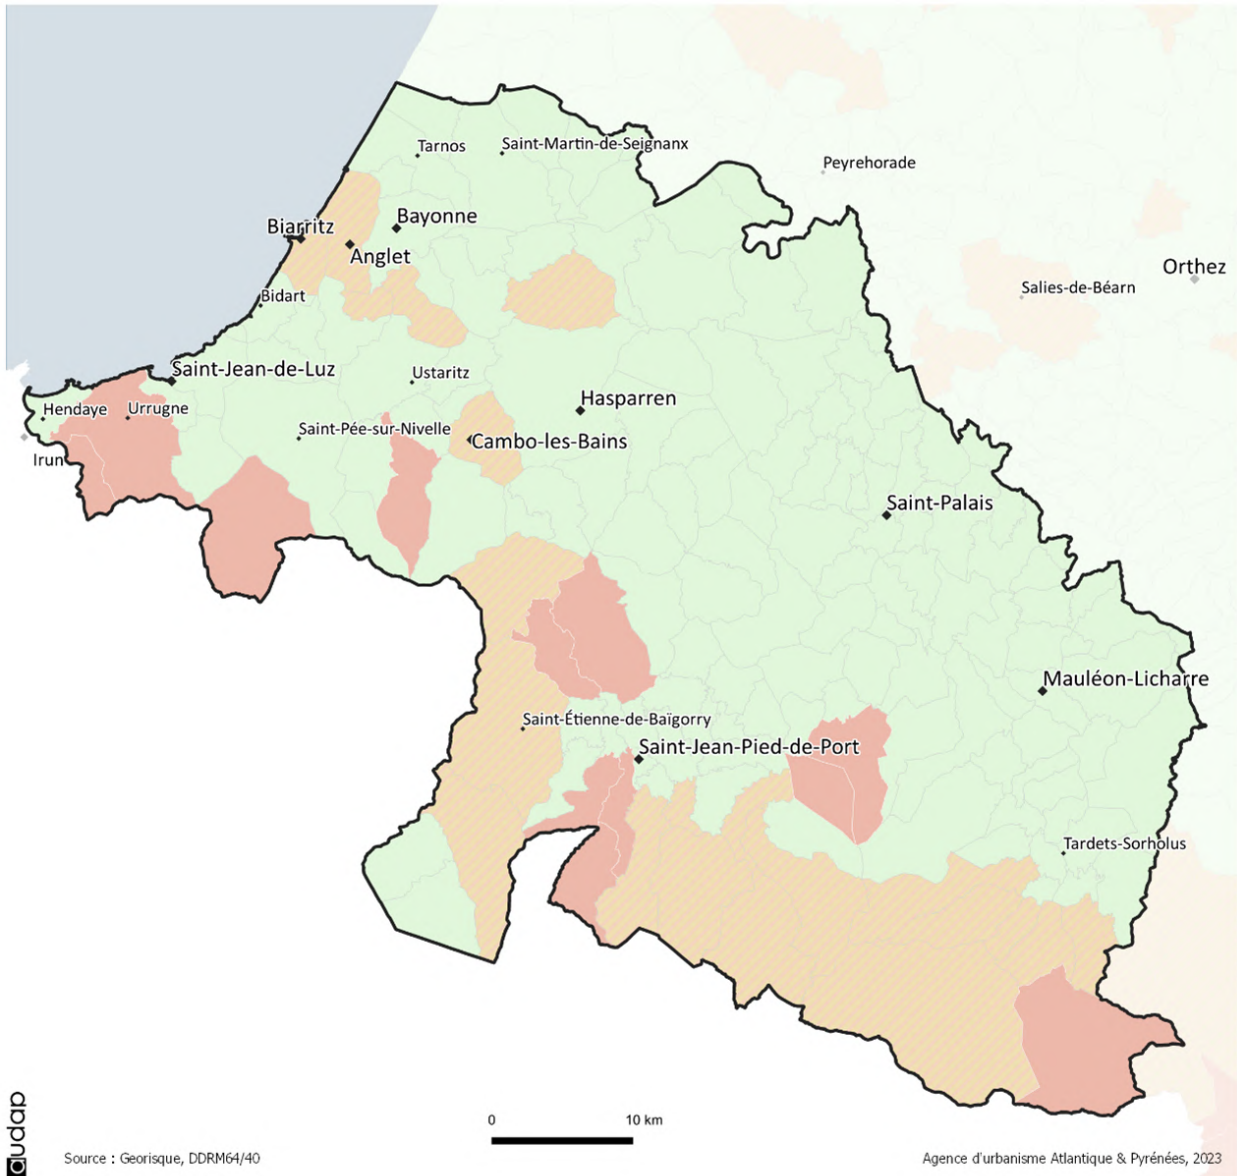 Tarnos
Saint-Martin-de-Seignanx
Peyrehorade
Biarritz
Bayonne
Anglet
Orthez
Salies-de-Béarn
Bidart
Saint-Jean-de-Luz
Ustaritz
Hasparren
Hendaye
Urrugne
Saint-Pée-sur-Nivelle
Cambo-les-Bains
Irun
Saint-Palais
Mauléon-Licharre
Saint-Étienne-de-Baïgorry
Saint-Jean-Pied-de-Port
Tardets-Sorholus
0 10 km
audap
Source : Georisque, DDRM64/40
Agence d'urbanisme Atlantique & Pyrénées, 2023